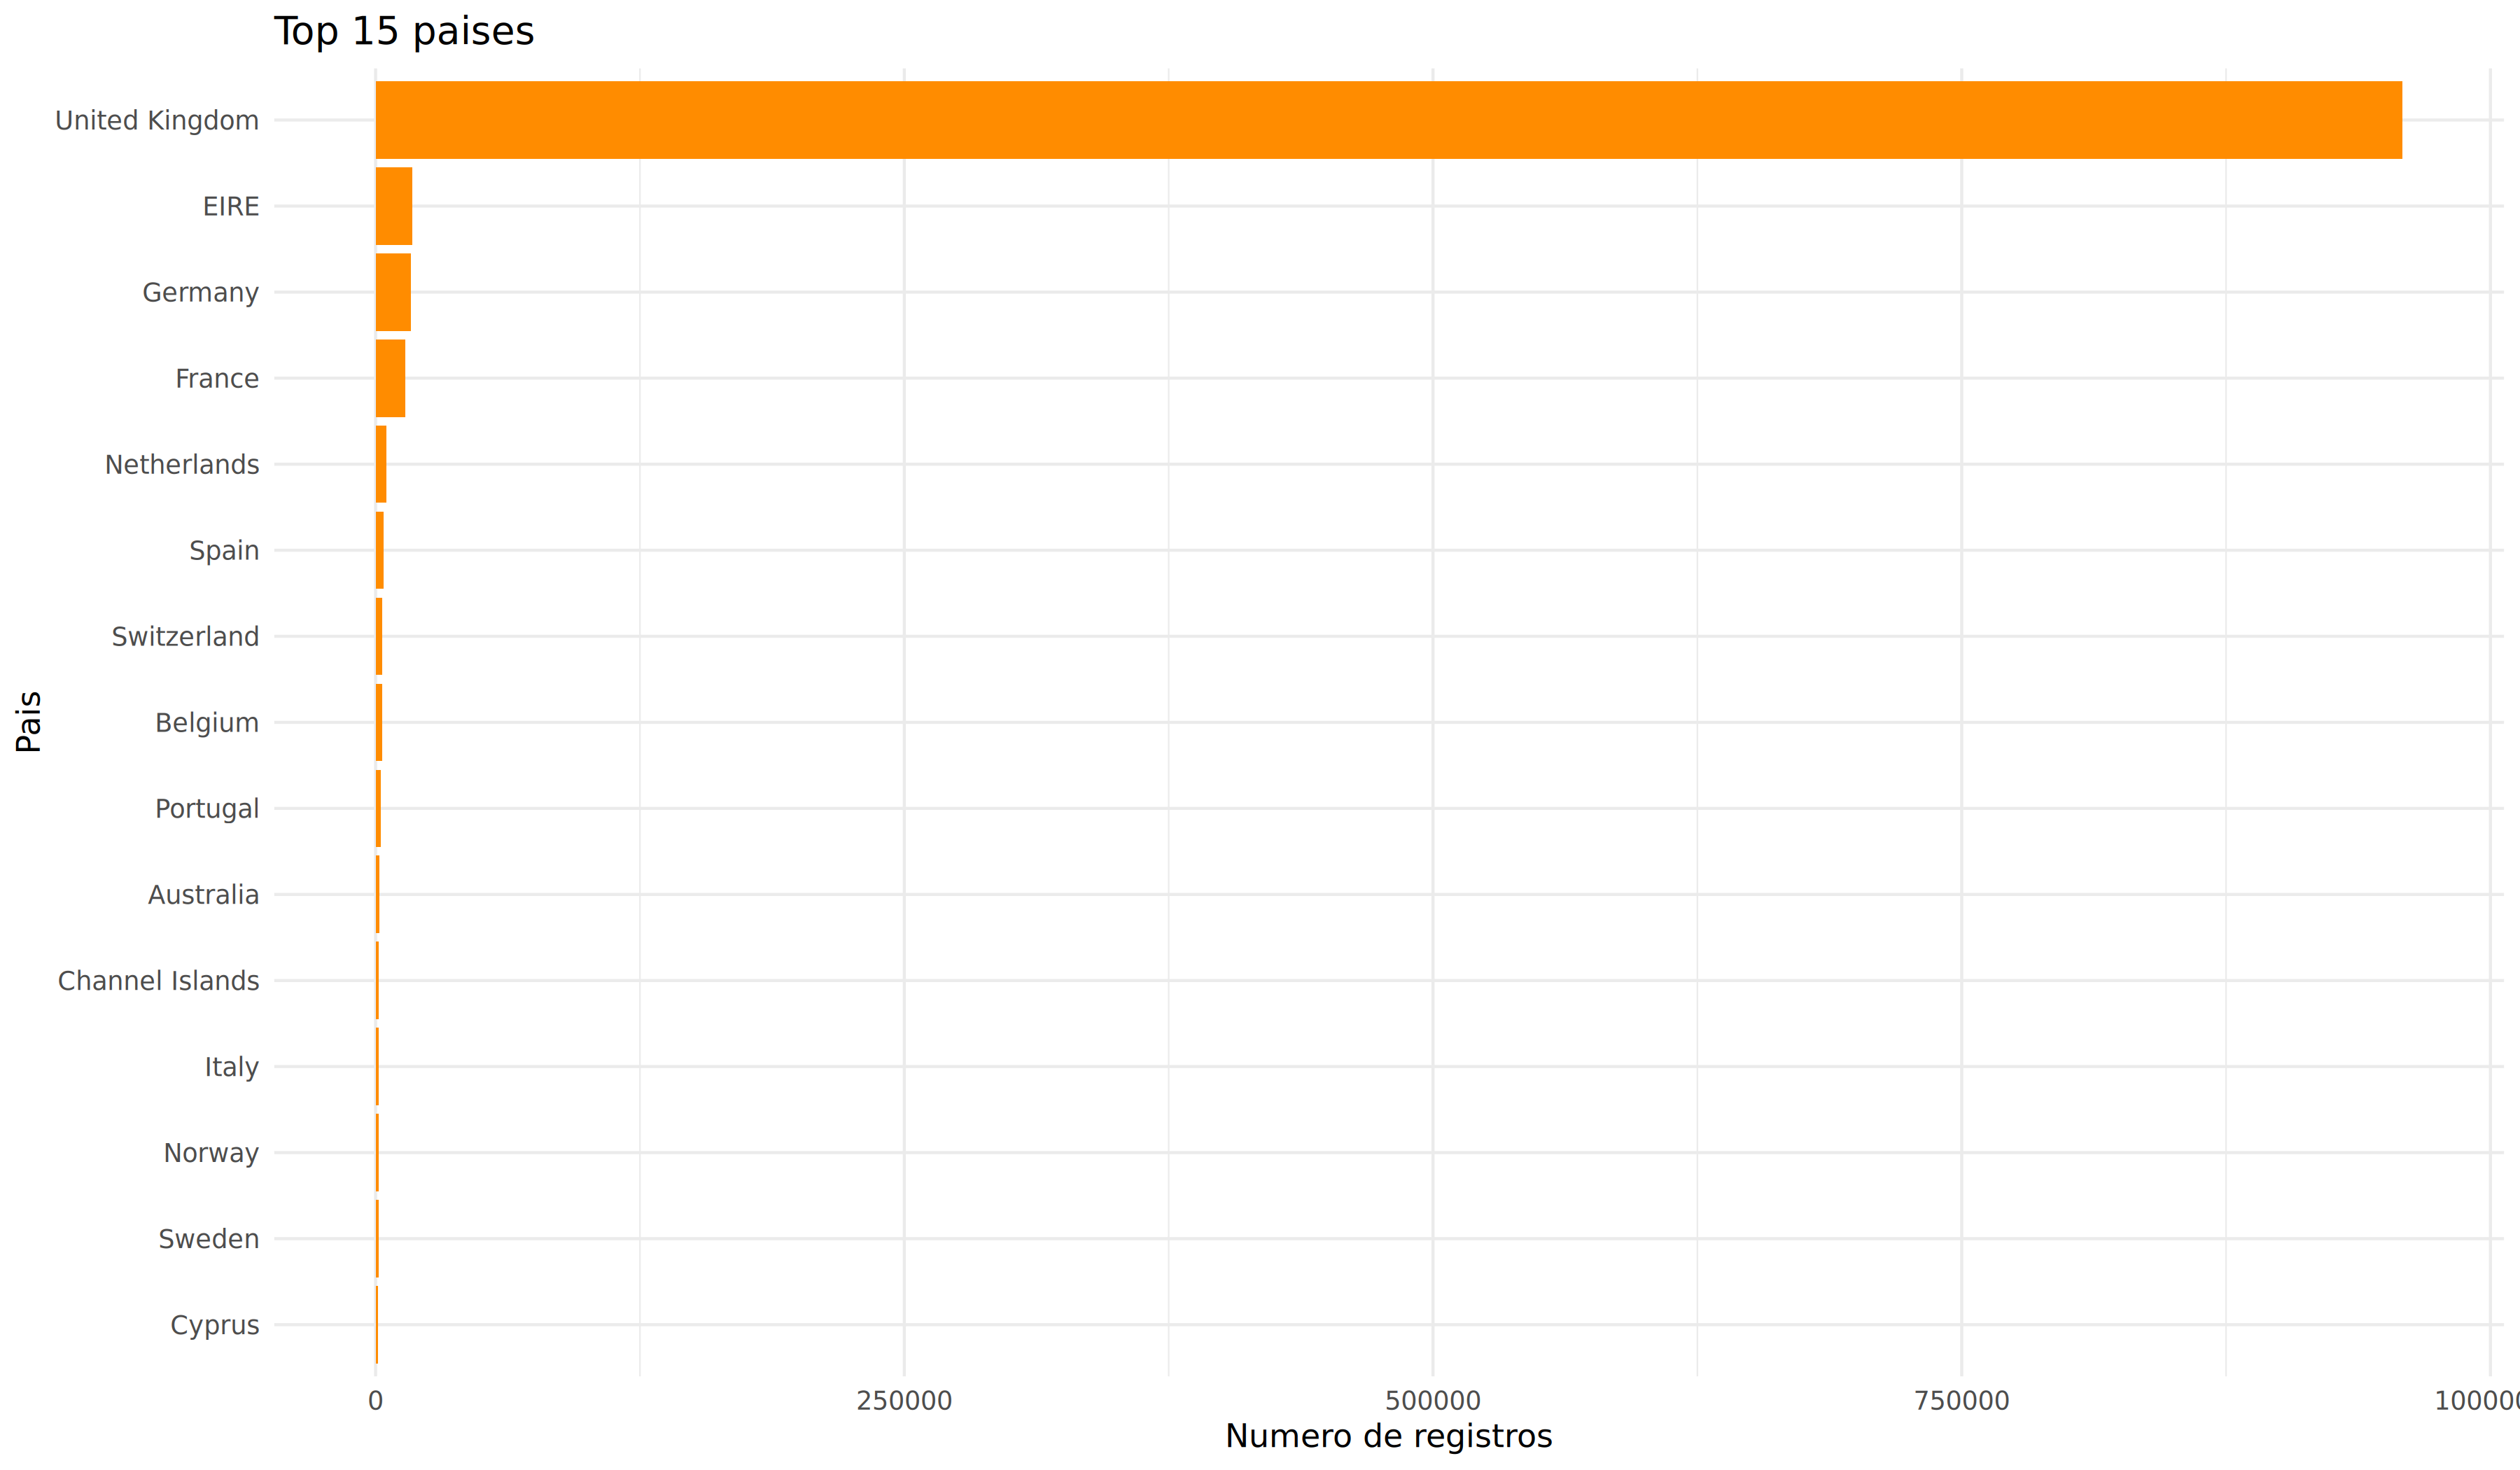 Top 15 paises
United Kingdom
EIRE
Germany
France
Netherlands
Spain
Switzerland
Belgium
Portugal
Australia
Channel Islands
Italy
Norway
Sweden
Cyprus
Pais
0 250000 500000 750000
Numero de registros